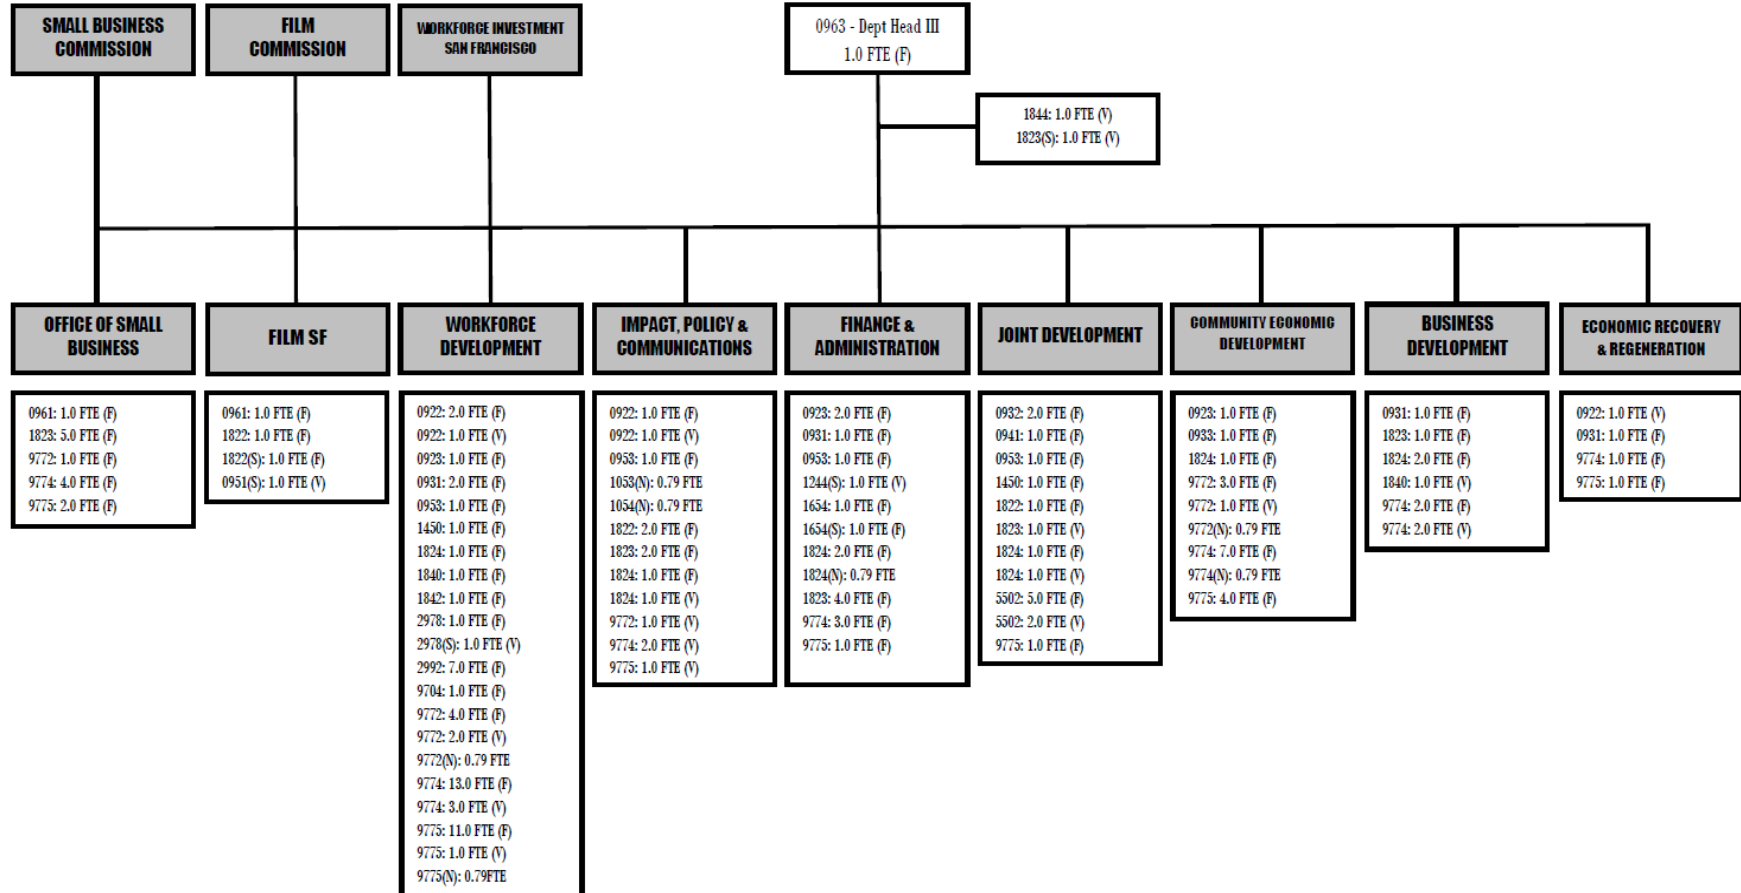 SMALL BUSINESS
COMMISSION
FILM
COMMISSION
WORKFORCE INVESTMENT
SAN FRANCISCO
0963 - Dept Head III
1.0 FTE (F)
1844: 1.0 FTE (V)
1823(S): 1.0 FTE (V)
OFFICE OF SMALL
BUSINESS
0961: 1.0 FTE (F)
1823: 5.0 FTE (F)
9772: 1.0 FTE (F)
9774: 4.0 FTE (F)
9775: 2.0 FTE (F)
FILM SF
0961: 1.0 FTE (F)
1822: 1.0 FTE (F)
1822(S): 1.0 FTE (F)
0951(S): 1.0 FTE (V)
WORKFORCE
DEVELOPMENT
0922: 2.0 FTE (F)
0922: 1.0 FTE (V)
0923: 1.0 FTE (F)
0931: 2.0 FTE (F)
0953: 1.0 FTE (F)
1450: 1.0 FTE (F)
1824: 1.0 FTE (F)
1840: 1.0 FTE (F)
1842: 1.0 FTE (F)
2978: 1.0 FTE (F)
2978(S): 1.0 FTE (V)
2992: 7.0 FTE (F)
9704: 1.0 FTE (F)
9772: 4.0 FTE (F)
9772: 2.0 FTE (V)
9772(N): 0.79 FTE
9774: 13.0 FTE (F)
9774: 3.0 FTE (V)
9775: 11.0 FTE (F)
9775: 1.0 FTE (V)
9775(N): 0.79FTE
IMPACT, POLICY &
COMMUNICATIONS
0922: 1.0 FTE (F)
0922: 1.0 FTE (V)
0953: 1.0 FTE (F)
1053(N): 0.79 FTE
1054(N): 0.79 FTE
1822: 2.0 FTE (F)
1823: 2.0 FTE (F)
1824: 1.0 FTE (F)
1824: 1.0 FTE (V)
9772: 1.0 FTE (V)
9774: 2.0 FTE (V)
9775: 1.0 FTE (V)
FINANCE &
ADMINISTRATION
0923: 2.0 FTE (F)
0931: 1.0 FTE (F)
0953: 1.0 FTE (F)
1244(S): 1.0 FTE (V)
1654: 1.0 FTE (F)
1654(S): 1.0 FTE (F)
1824: 2.0 FTE (F)
1824(N): 0.79 FTE
1823: 4.0 FTE (F)
9774: 3.0 FTE (F)
9775: 1.0 FTE (F)
JOINT DEVELOPMENT
0932: 2.0 FTE (F)
0941: 1.0 FTE (F)
0953: 1.0 FTE (F)
1450: 1.0 FTE (F)
1822: 1.0 FTE (F)
1823: 1.0 FTE (V)
1824: 1.0 FTE (F)
1824: 1.0 FTE (V)
5502: 5.0 FTE (F)
5502: 2.0 FTE (V)
9775: 1.0 FTE (F)
COMMUNITY ECONOMIC
DEVELOPMENT
0923: 1.0 FTE (F)
0933: 1.0 FTE (F)
1824: 1.0 FTE (F)
9772: 3.0 FTE (F)
9772: 1.0 FTE (V)
9772(N): 0.79 FTE
9774: 7.0 FTE (F)
9774(N): 0.79 FTE
9775: 4.0 FTE (F)
BUSINESS
DEVELOPMENT
0931: 1.0 FTE (F)
1823: 1.0 FTE (F)
1824: 2.0 FTE (F)
1840: 1.0 FTE (V)
9774: 2.0 FTE (F)
9774: 2.0 FTE (V)
ECONOMIC RECOVERY
& REGENERATION
0922: 1.0 FTE (V)
0931: 1.0 FTE (F)
9774: 1.0 FTE (F)
9775: 1.0 FTE (F)